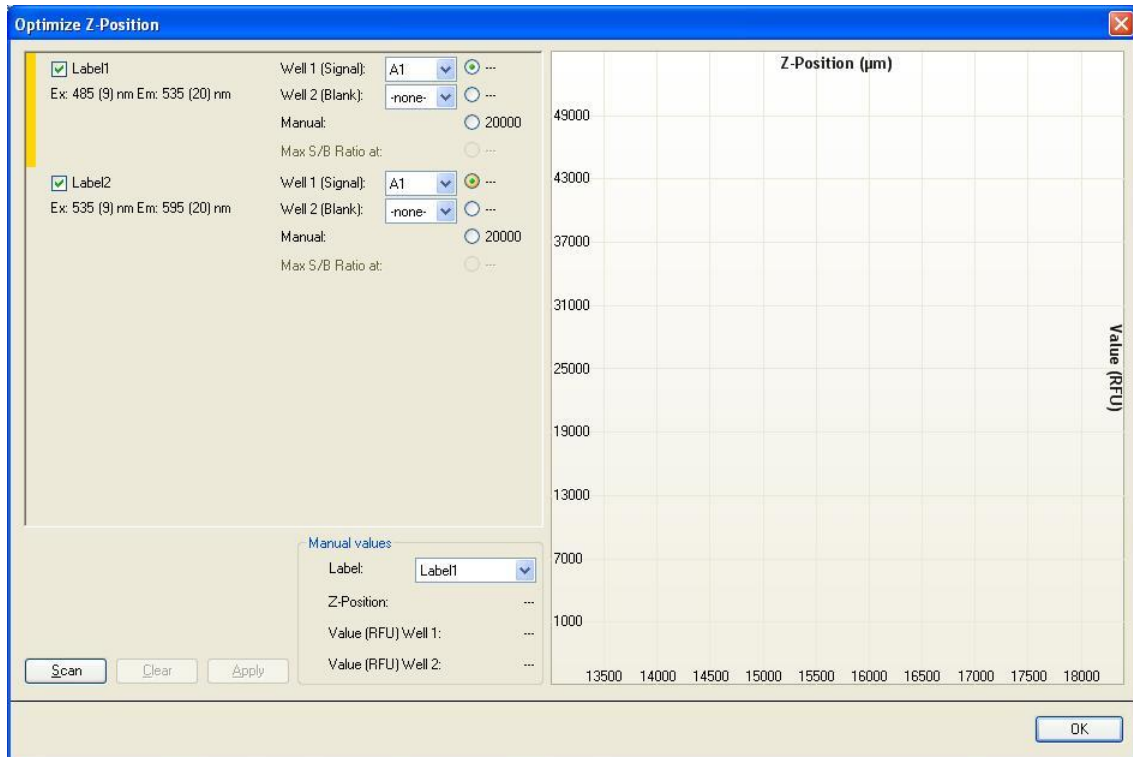 Optimize Z-Position
Label1 Well 1 (Signal): A1 ---
Ex: 485 (9) nm Em: 535 (20) nm Well 2 (Blank): -none- ---
Manual: 20000
Max S/B Ratio at: ---
Label2 Well 1 (Signal): A1 ---
Ex: 535 (9) nm Em: 595 (20) nm Well 2 (Blank): -none- ---
Manual: 20000
Max S/B Ratio at: ---
Manual values
Label: Label1
Z-Position: ---
Value (RFU) Well 1: ---
Value (RFU) Well 2: ---
Scan Clear Apply
Z-Position (µm)
49000
43000
37000
31000
25000
19000
13000
7000
1000
Value (RFU)
13500 14000 14500 15000 15500 16000 16500 17000 17500 18000
OK